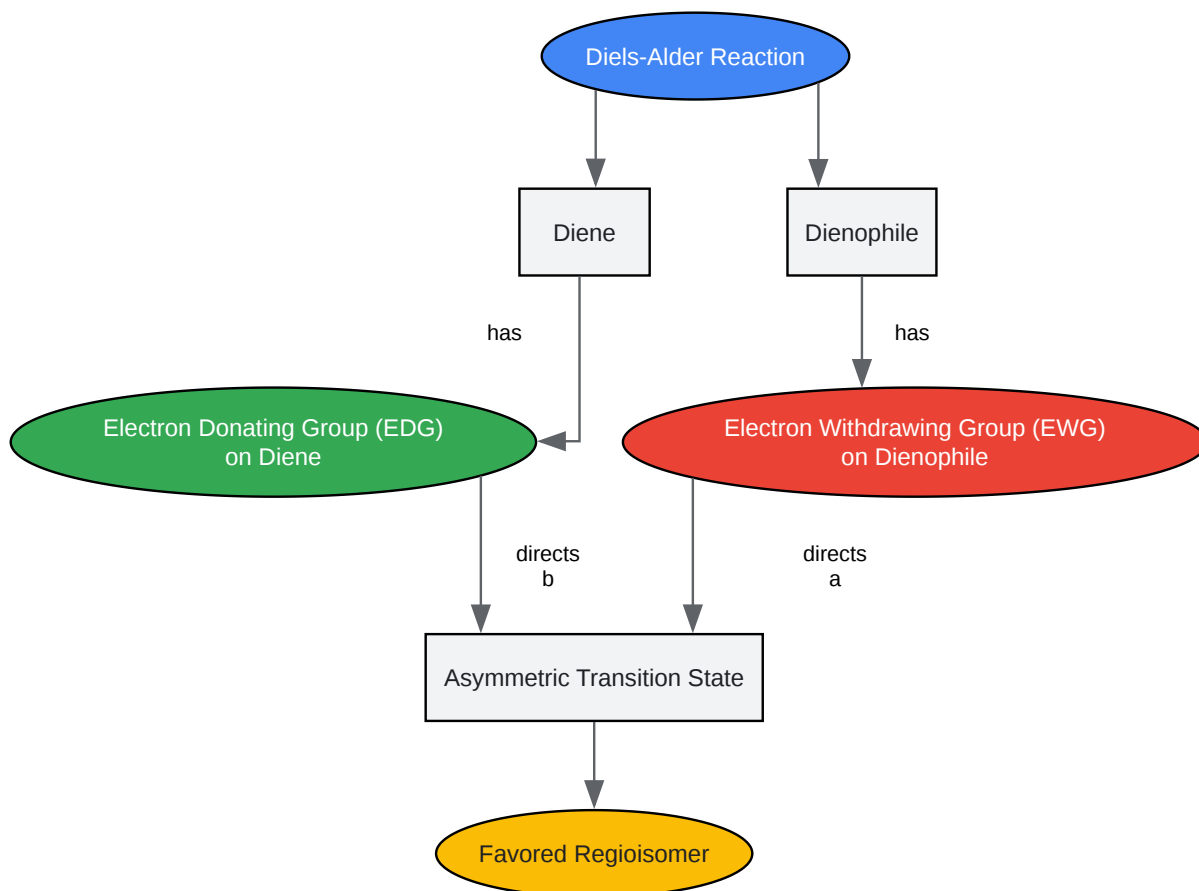 Diels-Alder Reaction
Diene
Dienophile
has
has
Electron Donating Group (EDG)
on Diene
Electron Withdrawing Group (EWG)
on Dienophile
directs
b
directs
a
Asymmetric Transition State
Favored Regioisomer